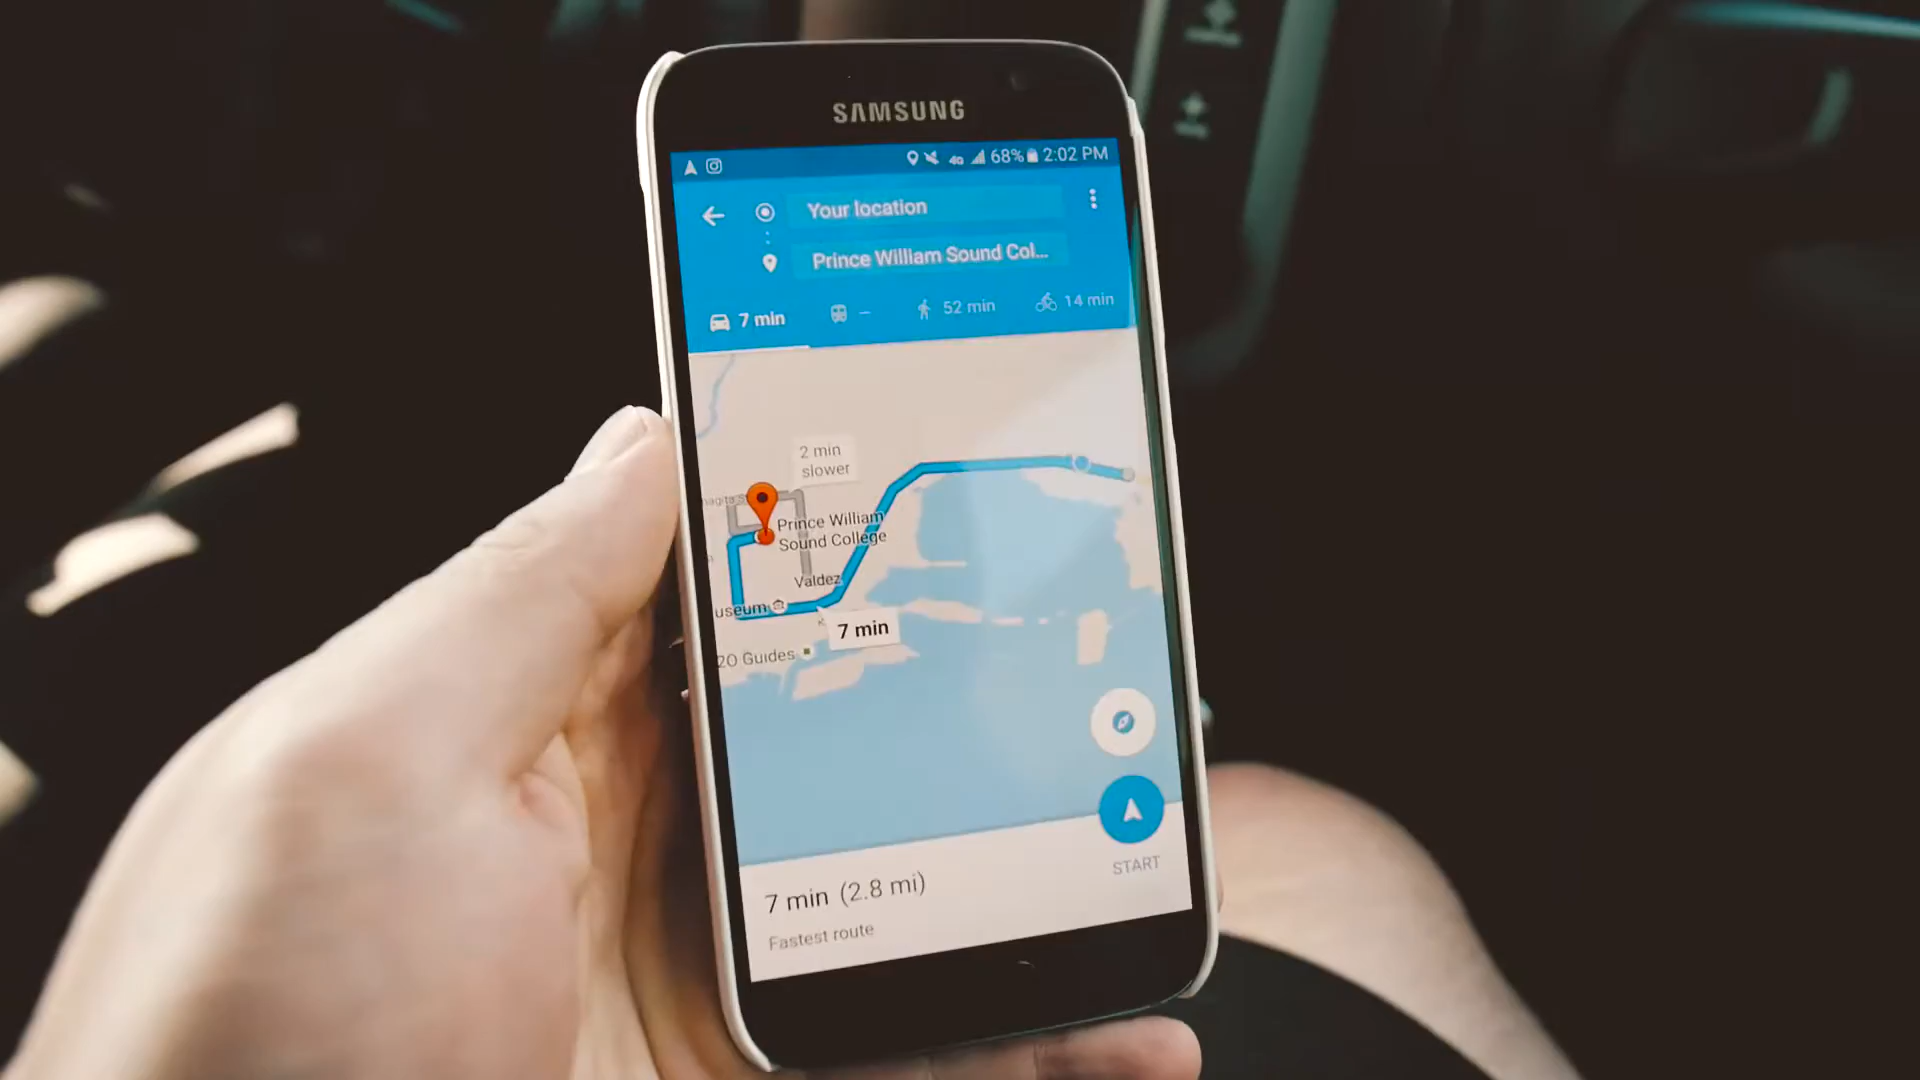 SAMSUNG
4G 68% 2:02 PM
Your location
Prince William Sound Col...
7 min – 52 min 14 min
2 min
slower
Prince William
Sound College
Valdez
useum
7 min
20 Guides
START
7 min (2.8 mi)
Fastest route